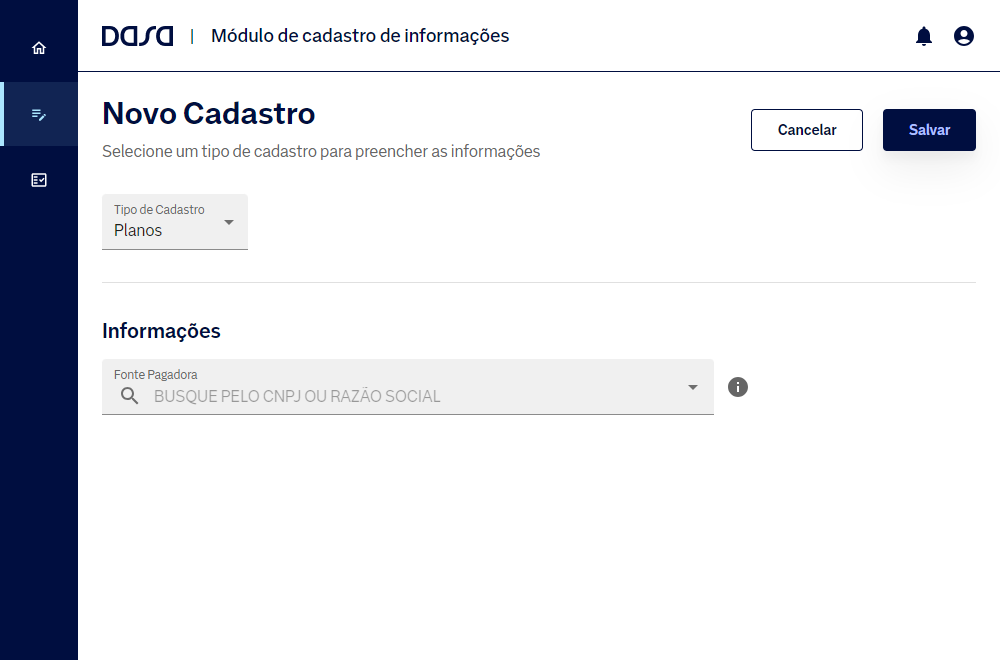 DASA | Módulo de cadastro de informações
Novo Cadastro
Selecione um tipo de cadastro para preencher as informações
Cancelar
Salvar
Tipo de Cadastro
Planos
Informações
Fonte Pagadora
BUSQUE PELO CNPJ OU RAZÃO SOCIAL